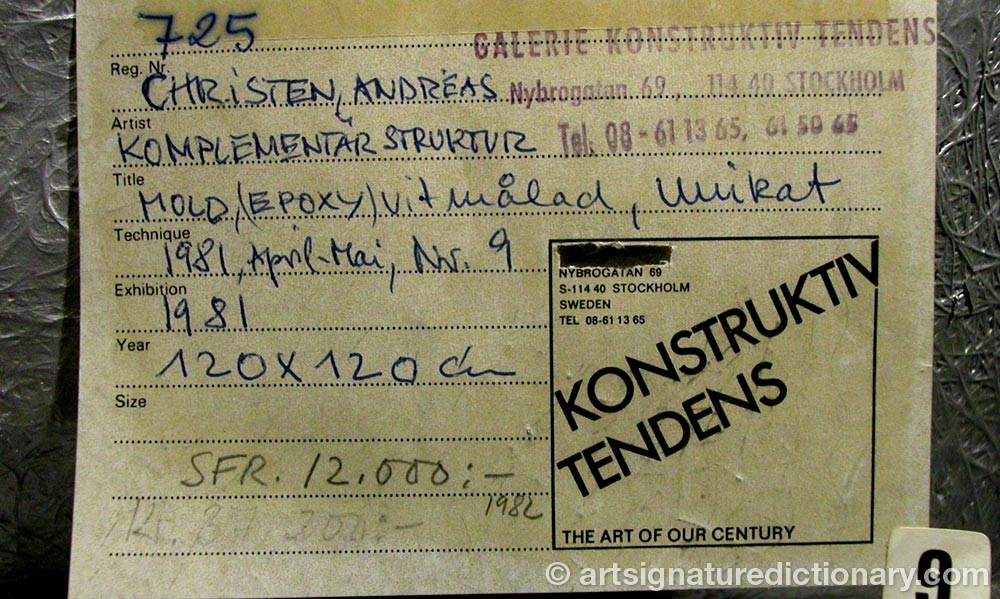 725
GALERIE KONSTRUKTIV TENDENS
Reg. Nr.
CHRISTEN, ANDREAS
Nybrogatan 69, 114 40 STOCKHOLM
Artist
KOMPLEMENTÄR STRUKTUR
Tel. 08-61 13 65, 61 50 65
Title
MOLD, (EPOXY) Vitmålad, Unikat
Technique
1981, April-Mai, Nr. 9
Exhibition
1981
Year
120 X 120 cm
Size
SFR. 12.000:-
1982
Kr.
NYBROGATAN 69
S-114 40 STOCKHOLM
SWEDEN
TEL 08-61 13 65
KONSTRUKTIV
TENDENS
THE ART OF OUR CENTURY
9
© artsignaturedictionary.com